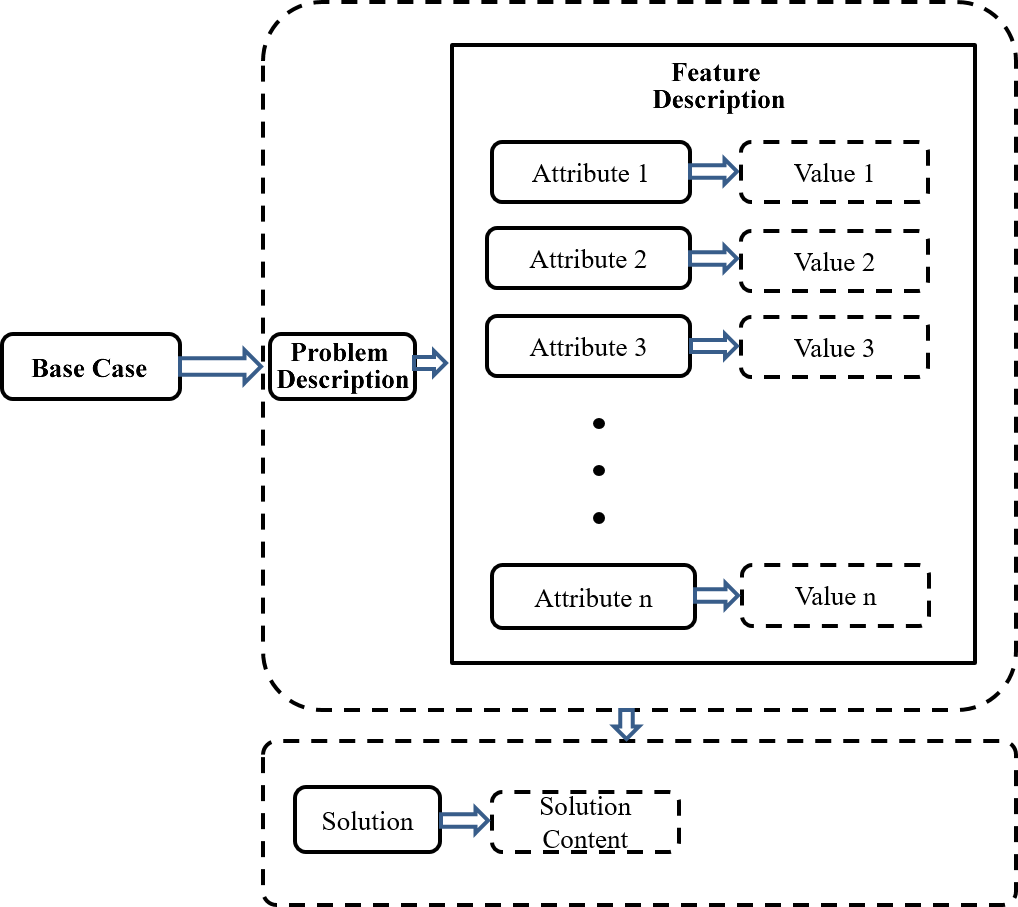 Feature
Description
Attribute 1
Value 1
Attribute 2
Value 2
Attribute 3
Value 3
Base Case
Problem
Description
Attribute n
Value n
Solution
Solution
Content